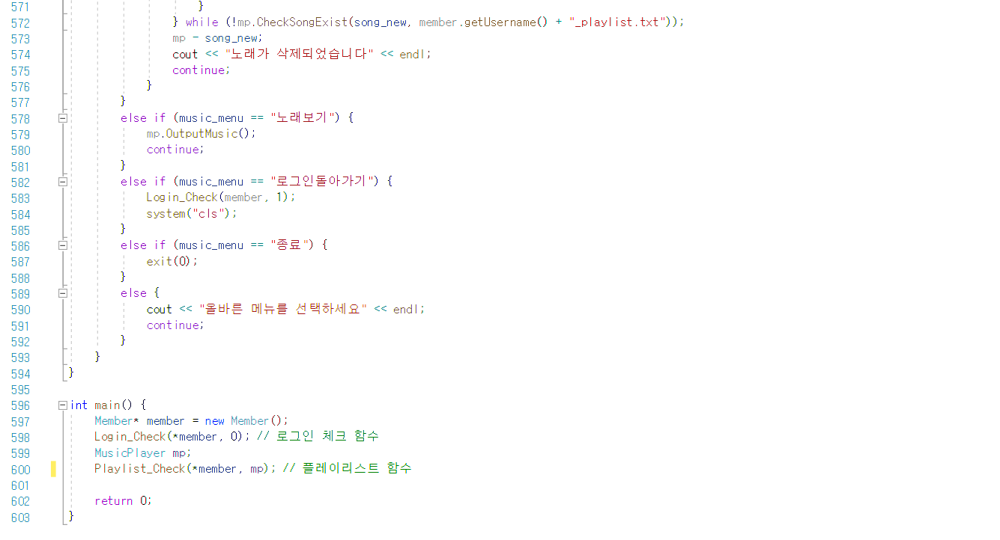 571 }
572 } while (!mp.CheckSongExist(song_new, member.getUsername() + "_playlist.txt"));
573 mp - song_new;
574 cout << "노래가 삭제되었습니다" << endl;
575 continue;
576 }
577 }
578 else if (music_menu == "노래보기") {
579 mp.OutputMusic();
580 continue;
581 }
582 else if (music_menu == "로그인돌아가기") {
583 Login_Check(member, 1);
584 system("cls");
585 }
586 else if (music_menu == "종료") {
587 exit(0);
588 }
589 else {
590 cout << "올바른 메뉴를 선택하세요" << endl;
591 continue;
592 }
593 }
594 }
595
596 int main() {
597 Member* member = new Member();
598 Login_Check(*member, 0); // 로그인 체크 함수
599 MusicPlayer mp;
600 Playlist_Check(*member, mp); // 플레이리스트 함수
601
602 return 0;
603 }